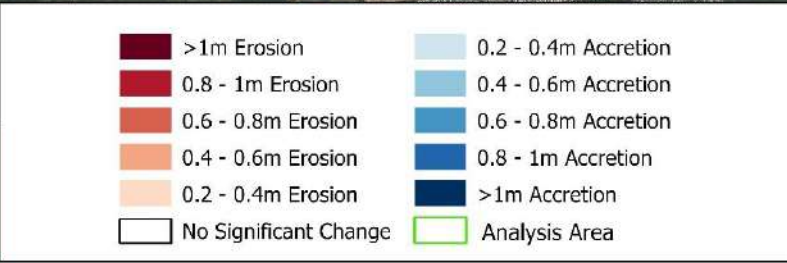 >1m Erosion
0.8 - 1m Erosion
0.6 - 0.8m Erosion
0.4 - 0.6m Erosion
0.2 - 0.4m Erosion
No Significant Change
0.2 - 0.4m Accretion
0.4 - 0.6m Accretion
0.6 - 0.8m Accretion
0.8 - 1m Accretion
>1m Accretion
Analysis Area